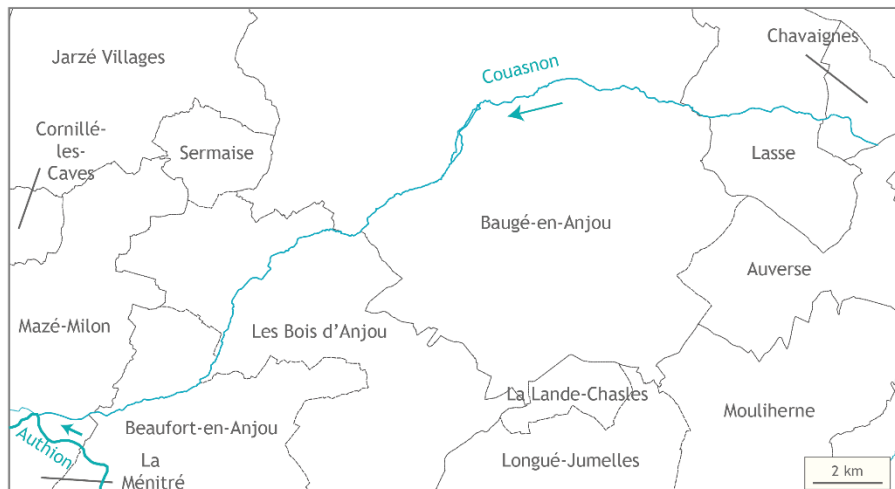 Chavaignes
Jarzé Villages
Couasnon
Cornillé-
les-
Caves
Sermaise
Lasse
Baugé-en-Anjou
Auverse
Mazé-Milon
Les Bois d'Anjou
La Lande-Chasles
Mouliherne
Beaufort-en-Anjou
Authion
La
Ménitré
Longué-Jumelles
2 km